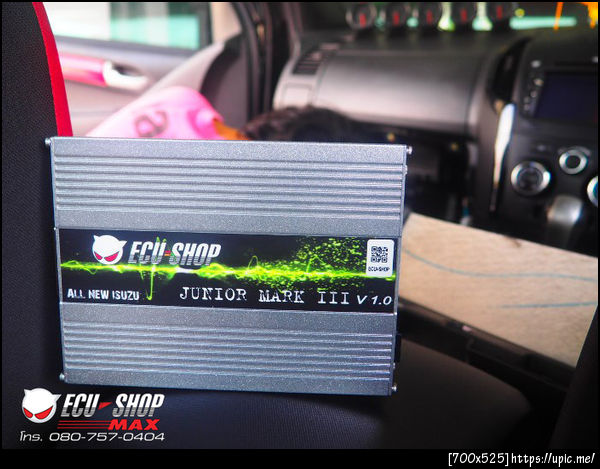 ECU-SHOP
ECU-SHOP
ALL NEW ISUZU
JUNIOR MARK III V 1.0
ECU-SHOP
MAX
โทร. 080-757-0404
[700x525]https://upic.me/